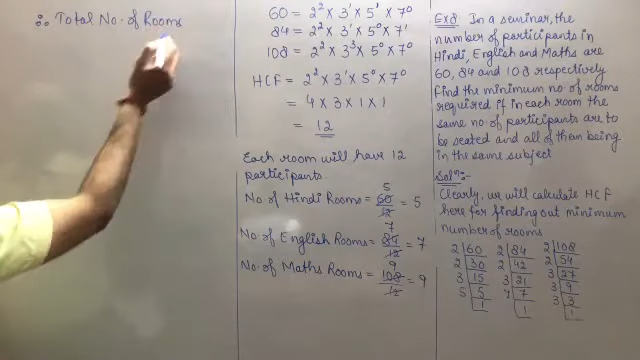 ∴ Total No. of Rooms
60 = 2² × 3¹ × 5¹ × 7⁰
84 = 2² × 3¹ × 5⁰ × 7¹
108 = 2² × 3³ × 5⁰ × 7⁰
HCF = 2² × 3¹ × 5⁰ × 7⁰
= 4 × 3 × 1 × 1
= 12
Each room will have 12
participants.
No of Hindi Rooms = 60/12 5 = 5
No. of English Rooms = 84/12 7 = 7
No of Maths Rooms = 108/12 9 = 9
Ex8 In a seminar, the
number of participants in
Hindi, English and Maths are
60, 84 and 108 respectively
Find the minimum no of rooms
required if in each room the
same no. of participants are to
be seated and all of them being
in the same subject
Soln:-
Clearly, we will calculate HCF
here for finding out minimum
number of rooms
2 60 2 84 2 108
2 30 2 42 2 54
3 15 3 21 3 27
5 5 7 7 3 9
1 1 3 3
1